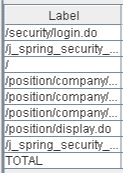 Label
/security/login.do
/j_spring_security_...
/
/position/company/...
/position/company/...
/position/company/...
/position/display.do
/j_spring_security_...
TOTAL